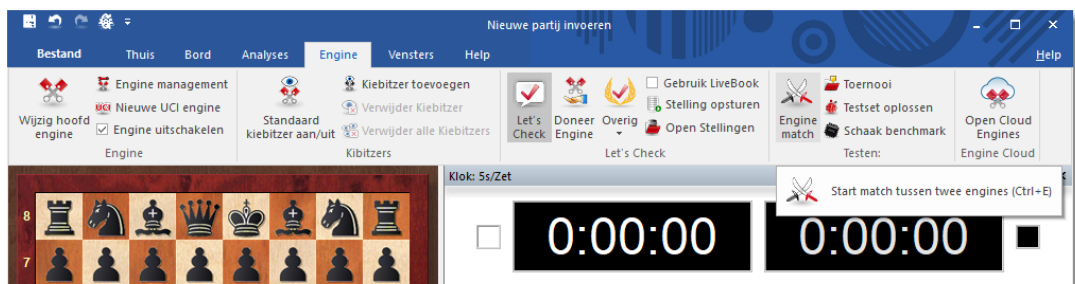 Nieuwe partij invoeren
Bestand Thuis Bord Analyses Engine Vensters Help Help
Wijzig hoofd engine
Engine management
UCI Nieuwe UCI engine
Engine uitschakelen
Engine
Standaard kiebitzer aan/uit
Kiebitzer toevoegen
Verwijder Kiebitzer
Verwijder alle Kiebitzers
Kibitzers
Let's Check
Doneer Engine
Overig
Gebruik LiveBook
Stelling opsturen
Open Stellingen
Let's Check
Engine match
Toernooi
Testset oplossen
Schaak benchmark
Testen:
Open Cloud Engines
Engine Cloud
Klok: 5s/Zet
Start match tussen twee engines (Ctrl+E)
8
0:00:00 0:00:00
7